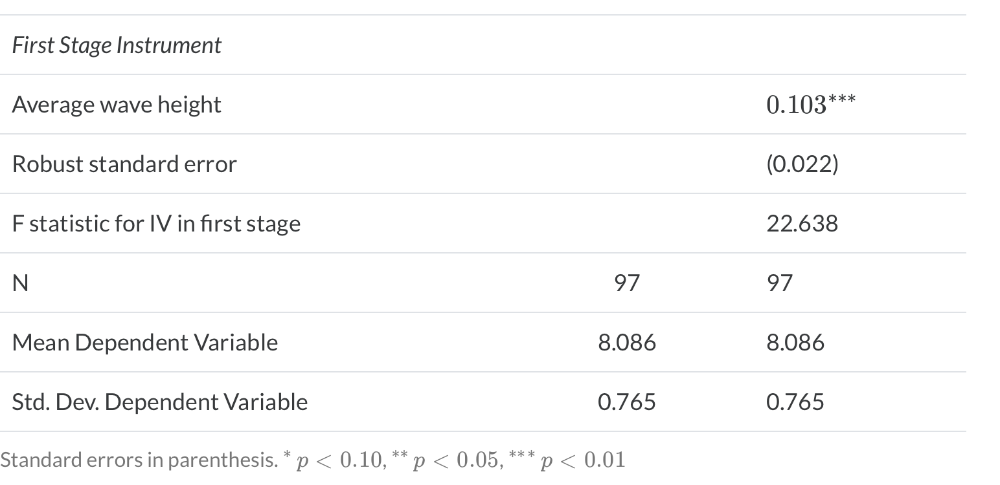 First Stage Instrument
Average wave height 0.103***
Robust standard error (0.022)
F statistic for IV in first stage 22.638
N 97 97
Mean Dependent Variable 8.086 8.086
Std. Dev. Dependent Variable 0.765 0.765
Standard errors in parenthesis. * p < 0.10, ** p < 0.05, *** p < 0.01